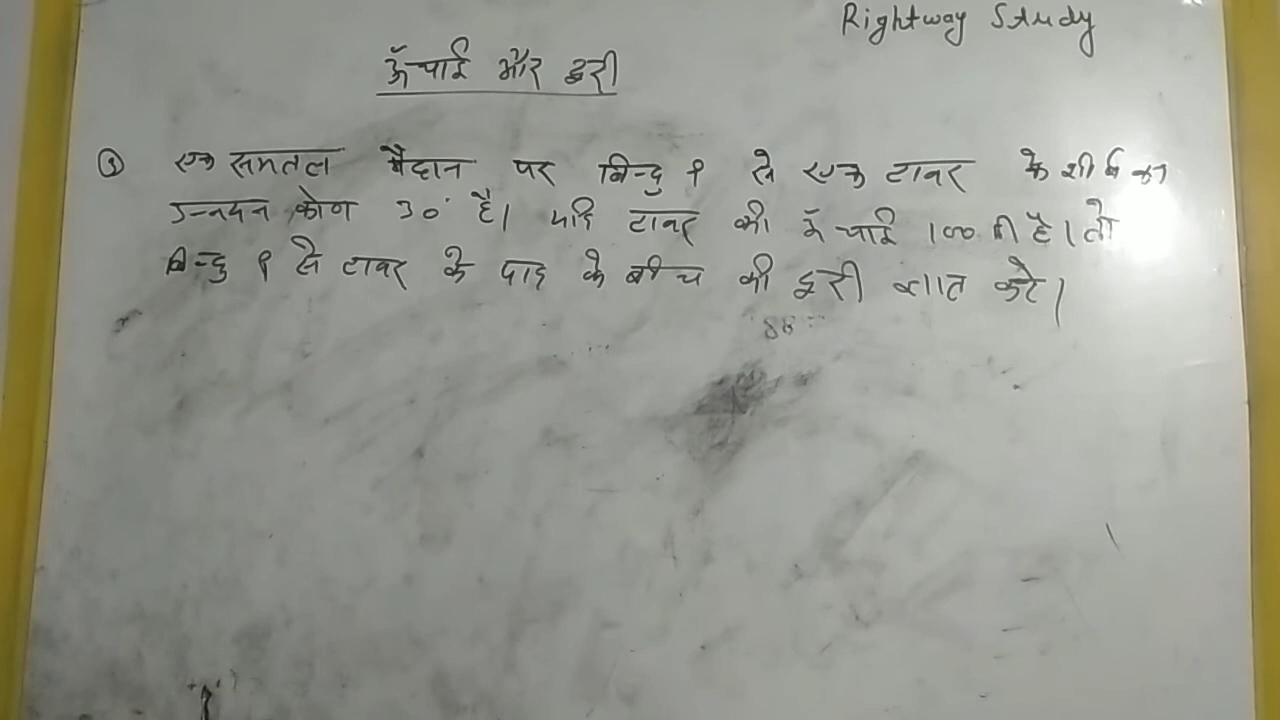 Rightway Study
ऊँचाई और दूरी
① एक समतल मैदान पर बिन्दु P से एक टावर के शीर्ष का
उन्नयन कोण 30° है। यदि टावर की ऊँचाई 100 मी है। तो
बिन्दु P से टावर के पाद के बीच की दूरी ज्ञात करे।